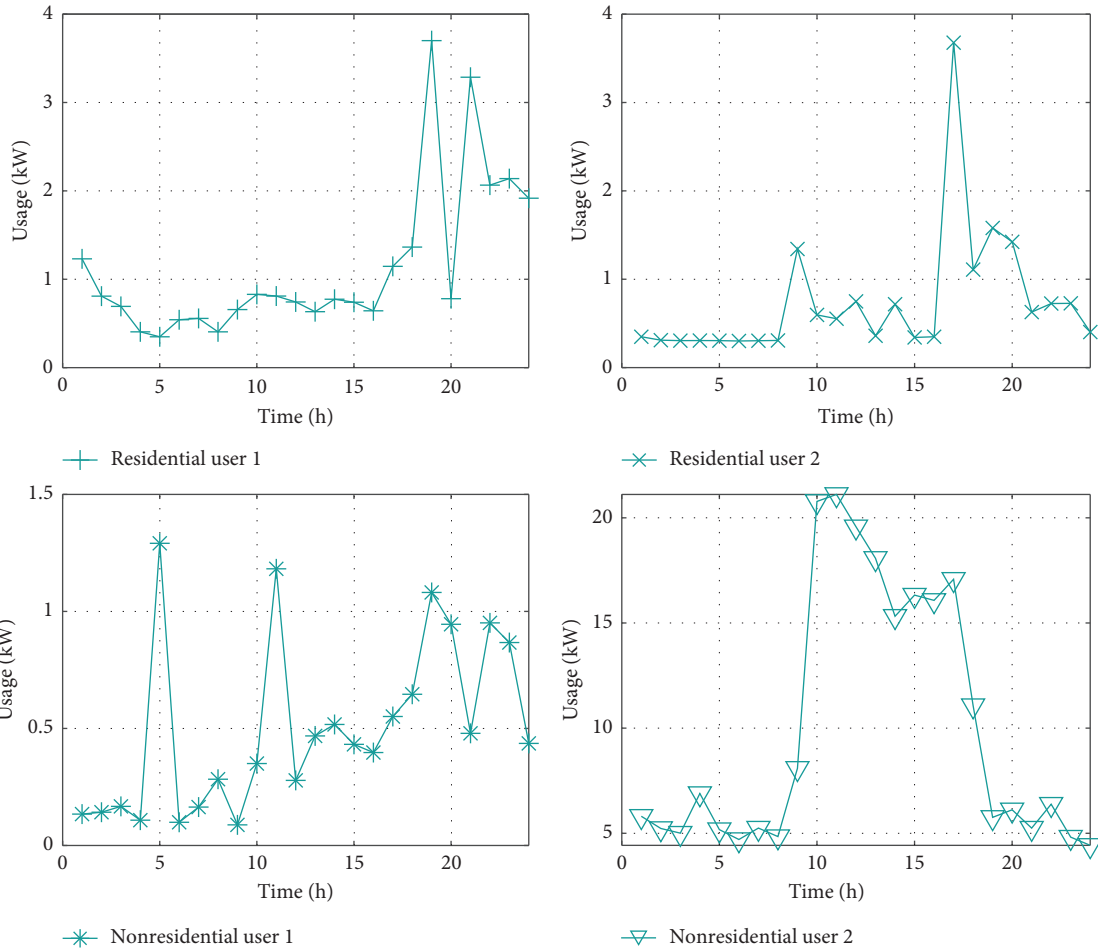 4
3
2
1
0
Usage (kW)
0 5 10 15 20
Time (h)
Residential user 1
4
3
2
1
0
Usage (kW)
0 5 10 15 20
Time (h)
Residential user 2
1.5
1
0.5
0
Usage (kW)
0 5 10 15 20
Time (h)
Nonresidential user 1
20
15
10
5
Usage (kW)
0 5 10 15 20
Time (h)
Nonresidential user 2